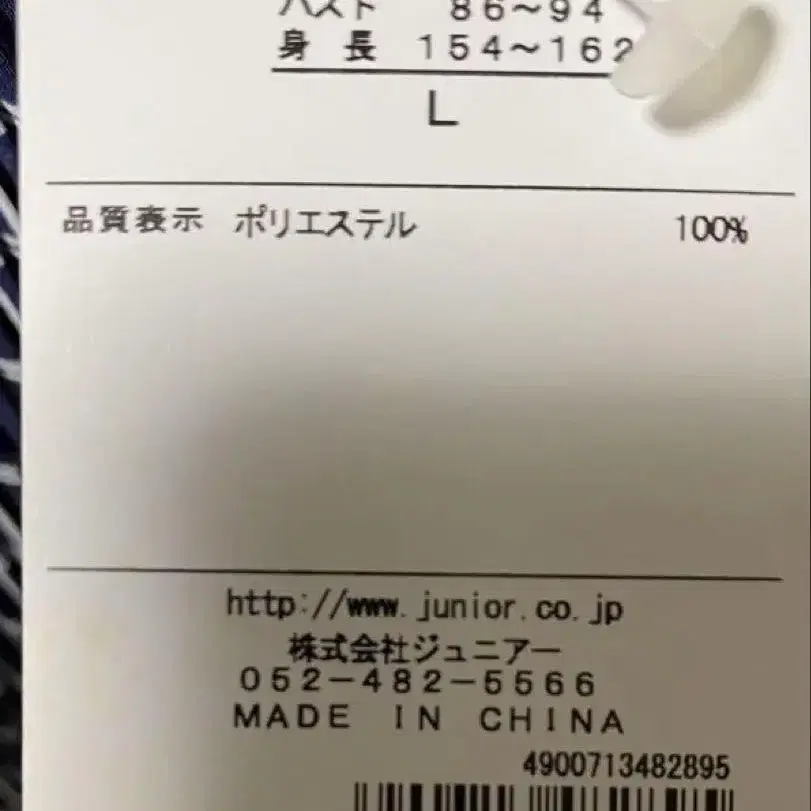 バスト 86～94
身長 154～162
L
品質表示 ポリエステル 100%
http://www.junior.co.jp
株式会社ジュニアー
052-482-5566
MADE IN CHINA
4900713482895